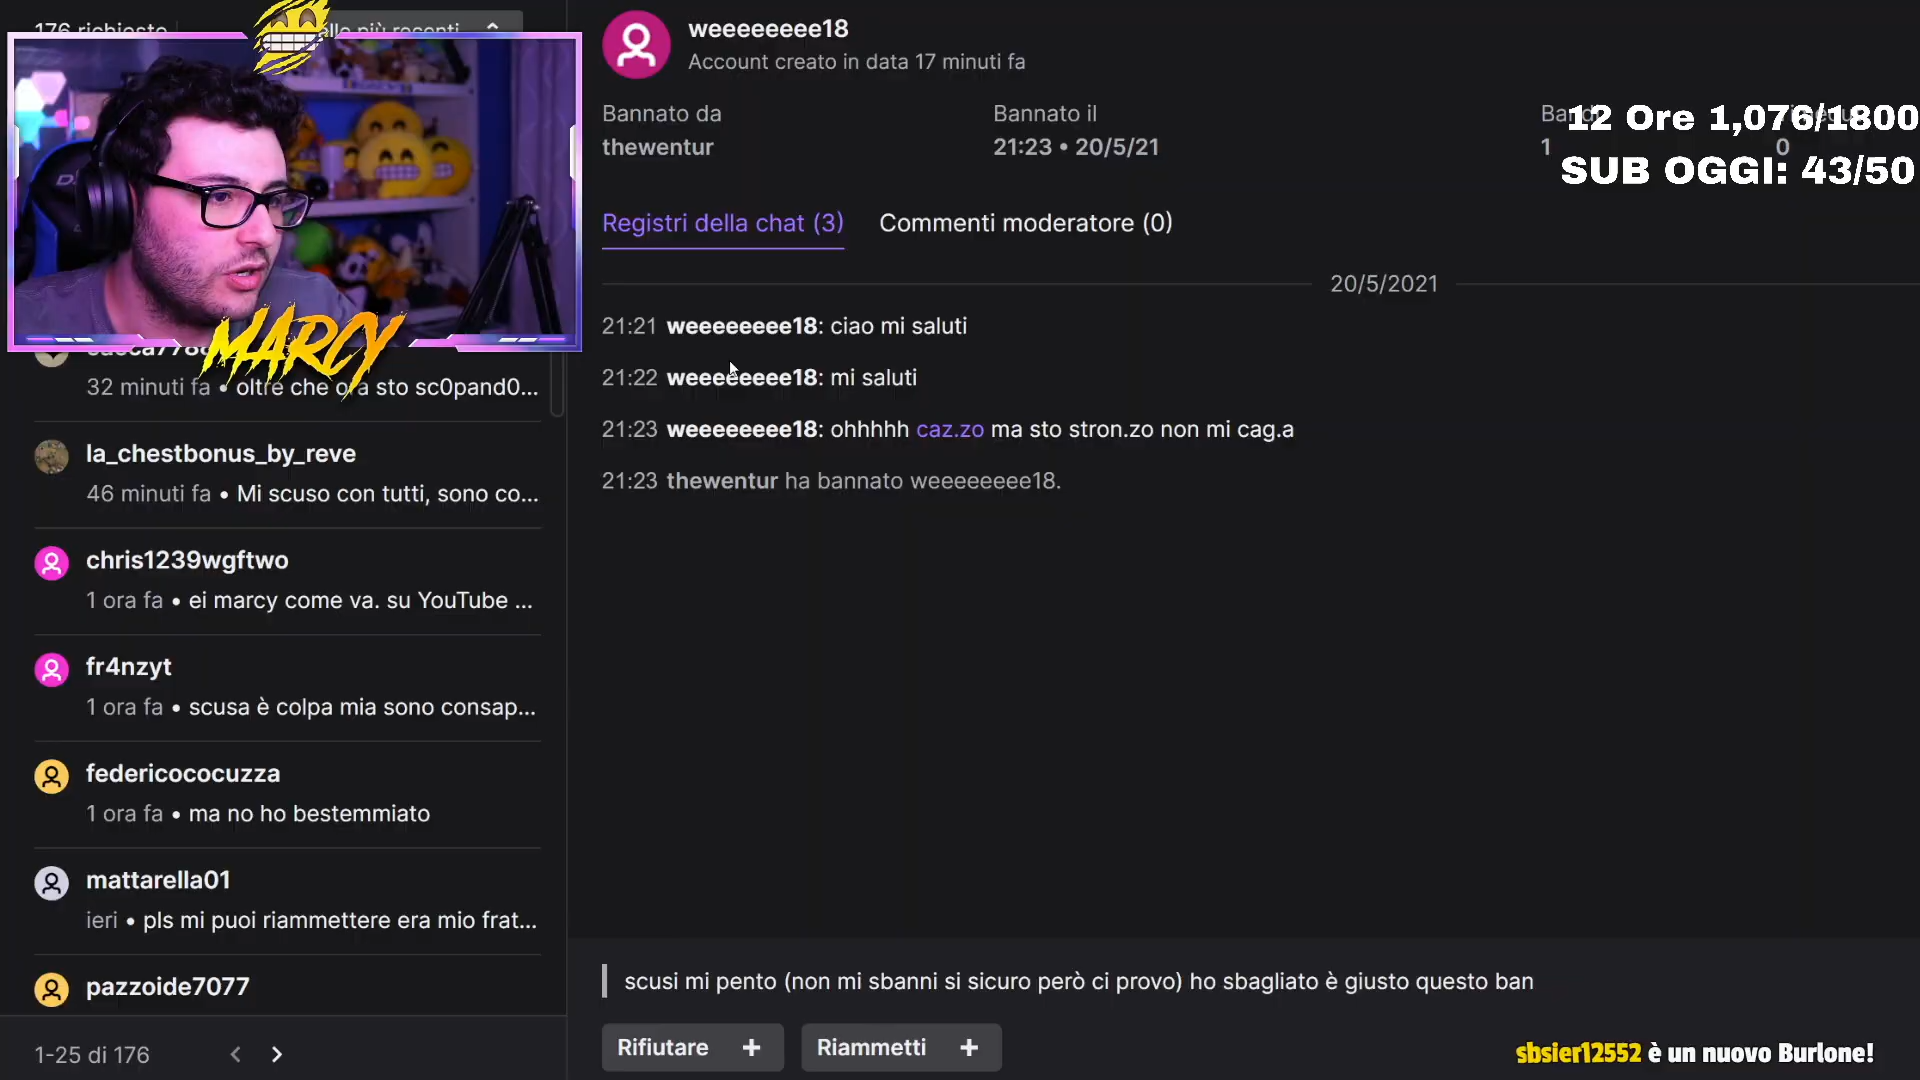 176 richieste
elle più recenti
MARCY
32 minuti fa • oltre che ora sto sc0pand0...
la_chestbonus_by_reve
46 minuti fa • Mi scuso con tutti, sono co...
chris1239wgftwo
1 ora fa • ei marcy come va. su YouTube ...
fr4nzyt
1 ora fa • scusa è colpa mia sono consap...
federicococuzza
1 ora fa • ma no ho bestemmiato
mattarella01
ieri • pls mi puoi riammettere era mio frat...
pazzoide7077
1-25 di 176
weeeeeeee18
Account creato in data 17 minuti fa
Bannato da
thewentur
Bannato il
21:23 • 20/5/21
1
0
12 Ore 1,076/1800
SUB OGGI: 43/50
Registri della chat (3) Commenti moderatore (0)
20/5/2021
21:21 weeeeeeee18: ciao mi saluti
21:22 weeeeeeee18: mi saluti
21:23 weeeeeeee18: ohhhhh caz.zo ma sto stron.zo non mi cag.a
21:23 thewentur ha bannato weeeeeeee18.
scusi mi pento (non mi sbanni si sicuro però ci provo) ho sbagliato è giusto questo ban
Rifiutare + Riammetti +
sbsier12552 è un nuovo Burlone!